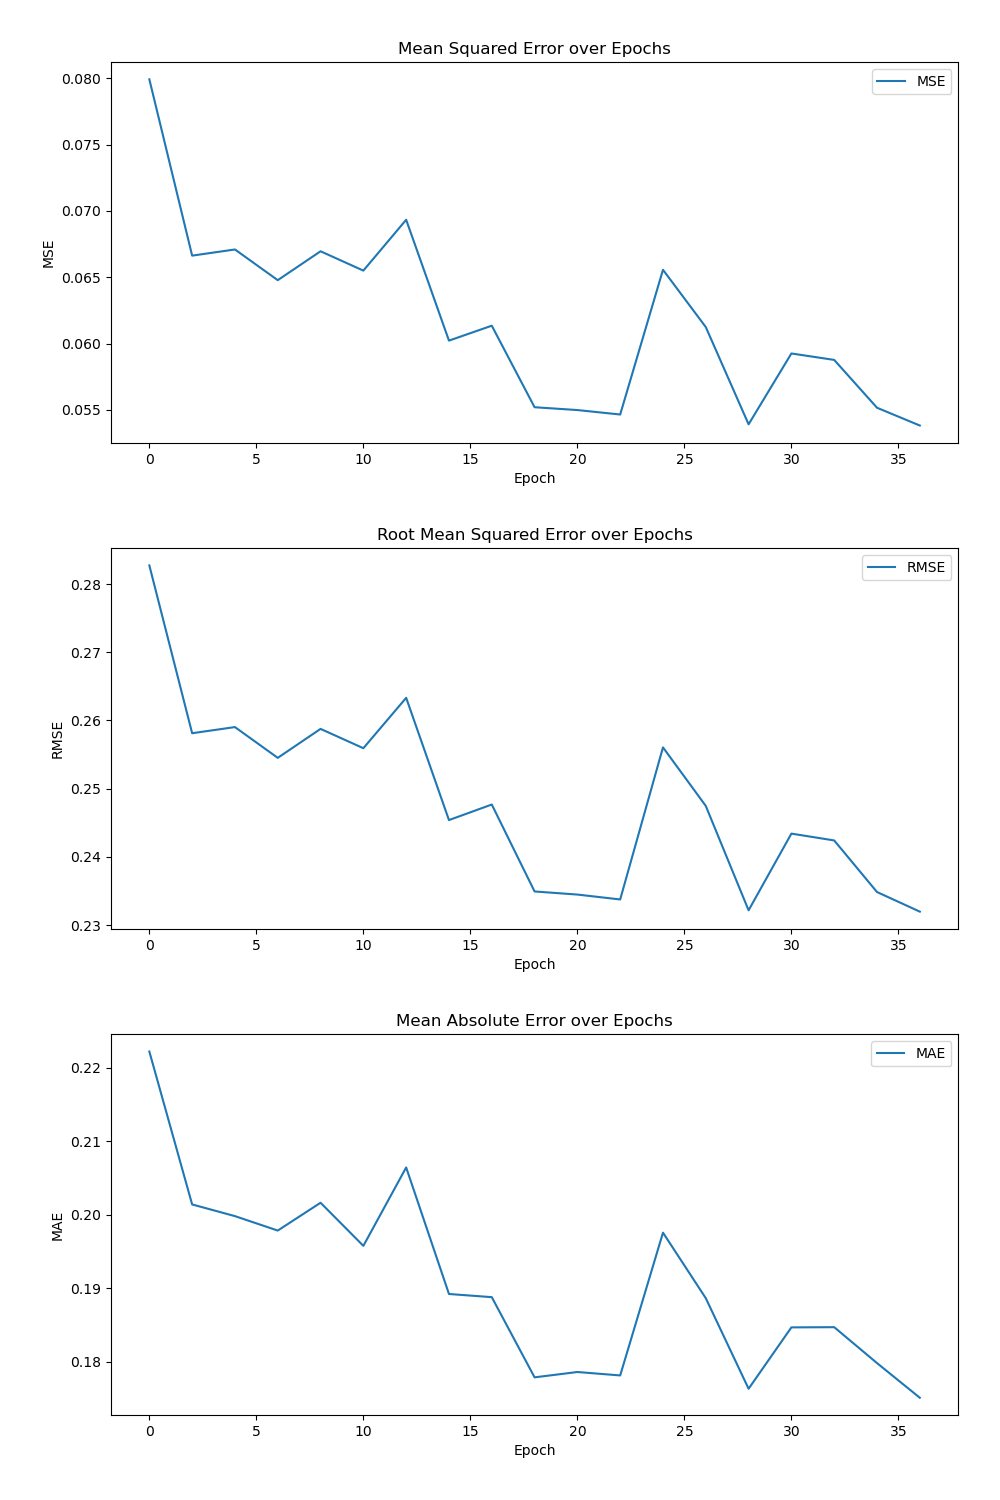 Mean Squared Error over Epochs
MSE
0.080
0.075
0.070
0.065
0.060
0.055
MSE
0 5 10 15 20 25 30 35
Epoch
Root Mean Squared Error over Epochs
RMSE
0.28
0.27
0.26
0.25
0.24
0.23
RMSE
0 5 10 15 20 25 30 35
Epoch
Mean Absolute Error over Epochs
MAE
0.22
0.21
0.20
0.19
0.18
MAE
0 5 10 15 20 25 30 35
Epoch